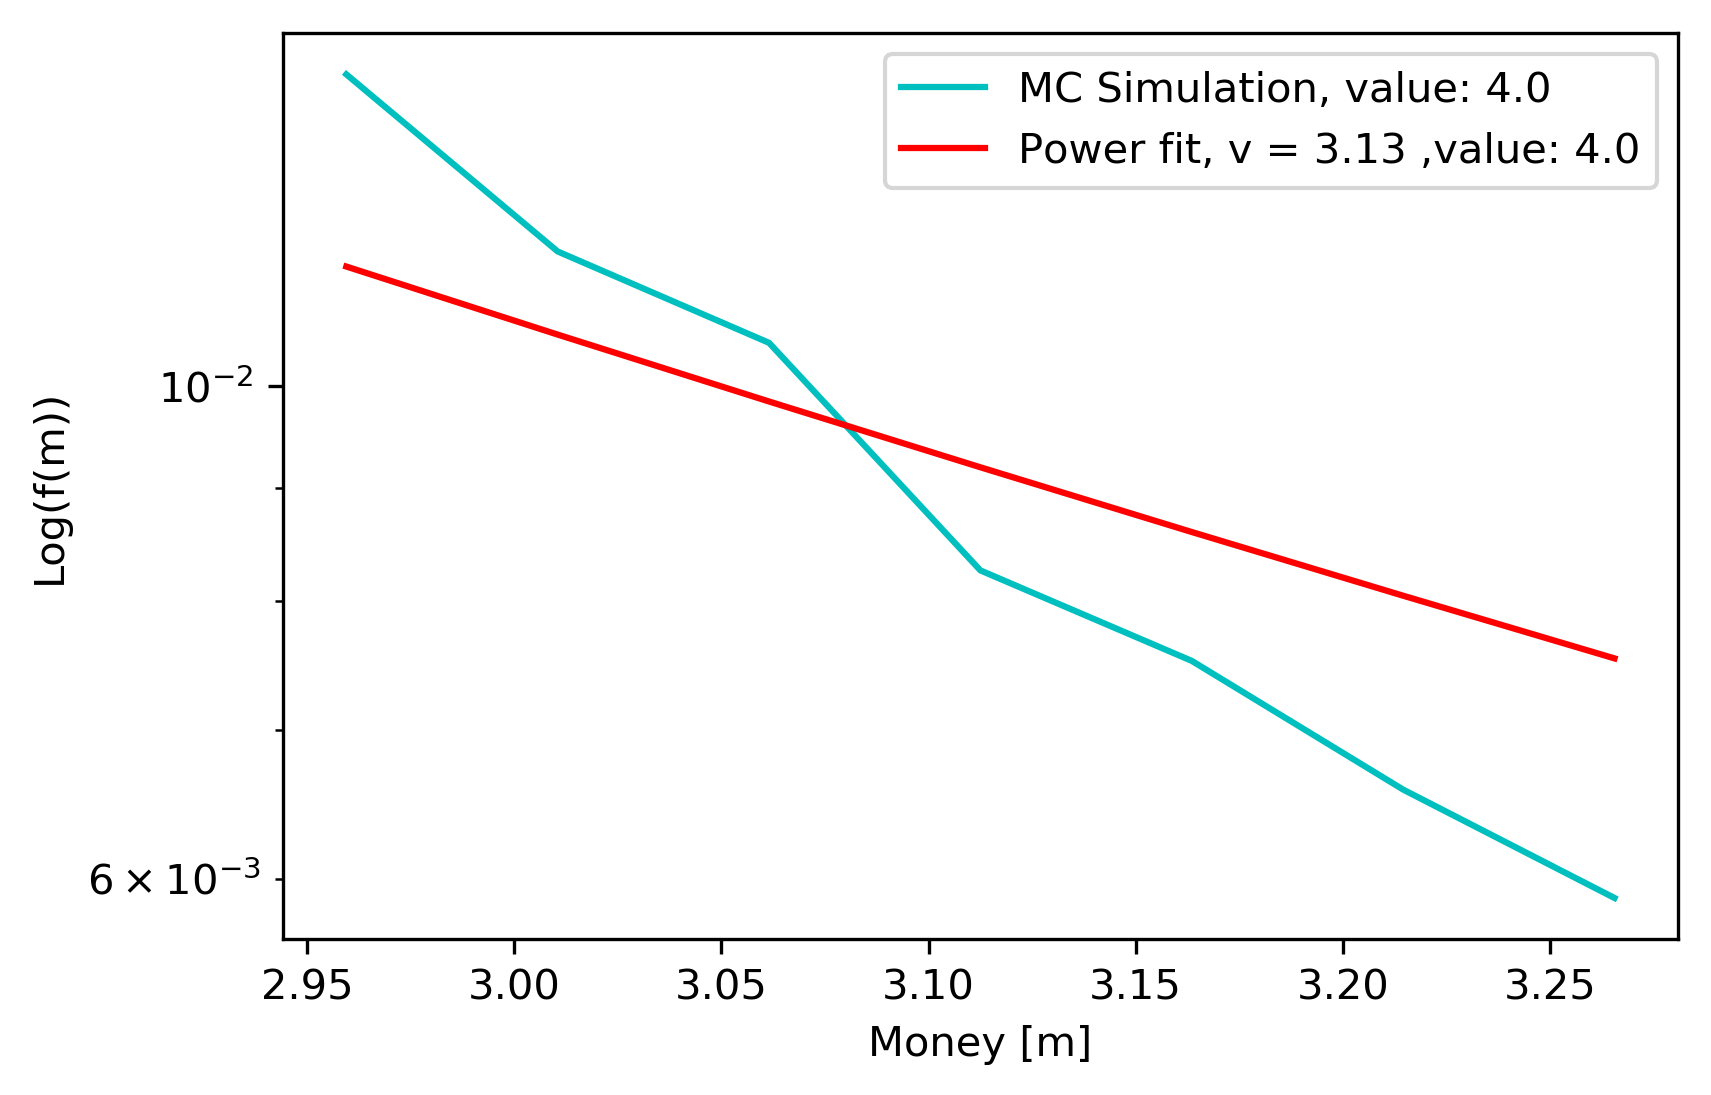 MC Simulation, value: 4.0
Power fit, v = 3.13 ,value: 4.0
Log(f(m))
10⁻²
6 × 10⁻³
2.95 3.00 3.05 3.10 3.15 3.20 3.25
Money [m]